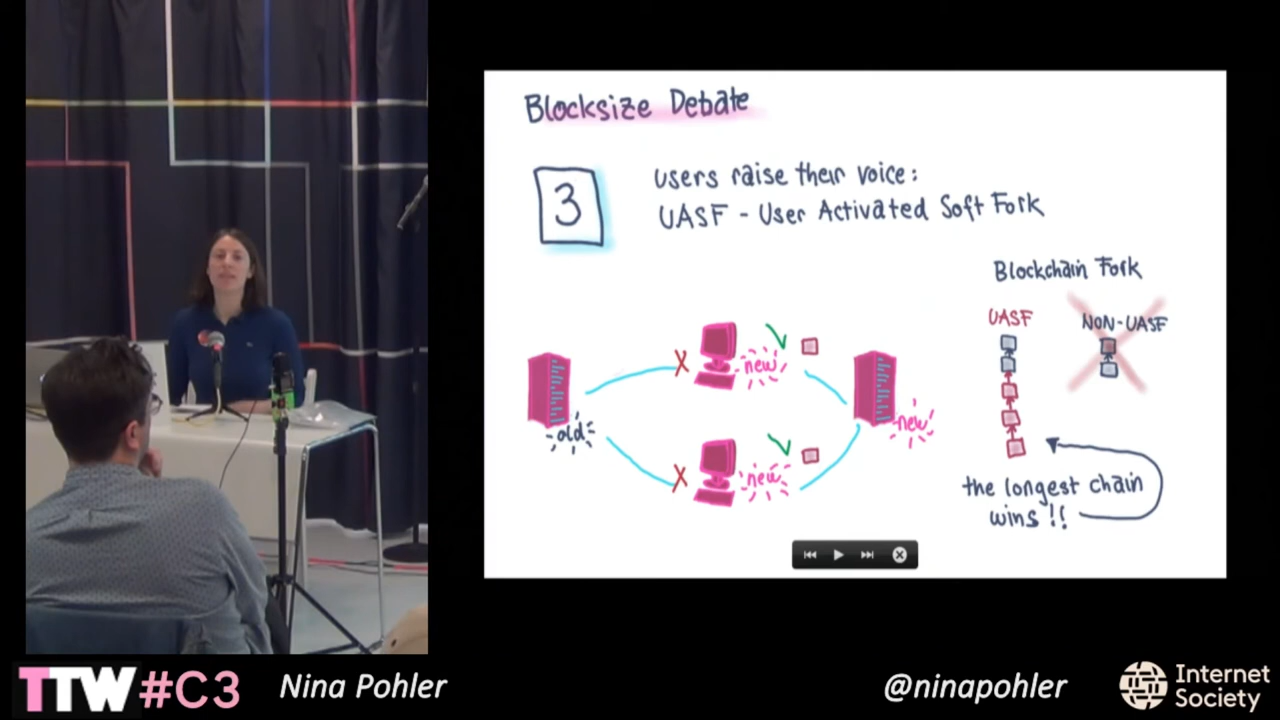 Blocksize Debate
3
users raise their voice:
UASF - User Activated Soft Fork
Blockchain Fork
UASF
NON-UASF
new
old
new
new
the longest chain
wins !!
TTW#C3
Nina Pohler
@ninapohler
Internet
Society